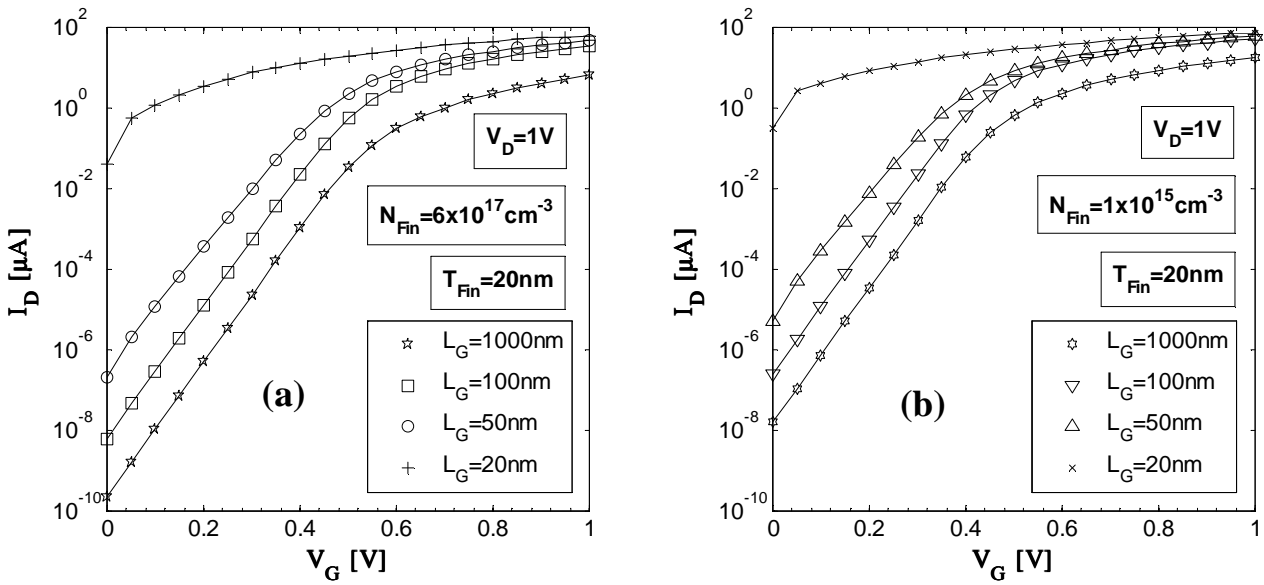 10^2
10^0
10^-2
10^-4
10^-6
10^-8
10^-10
I_D [µA]
0 0.2 0.4 0.6 0.8 1
V_G [V]
V_D=1V
N_Fin=6x10^17cm^-3
T_Fin=20nm
L_G=1000nm
L_G=100nm
L_G=50nm
L_G=20nm
(a)
10^2
10^0
10^-2
10^-4
10^-6
10^-8
10^-10
I_D [µA]
0 0.2 0.4 0.6 0.8 1
V_G [V]
V_D=1V
N_Fin=1x10^15cm^-3
T_Fin=20nm
L_G=1000nm
L_G=100nm
L_G=50nm
L_G=20nm
(b)